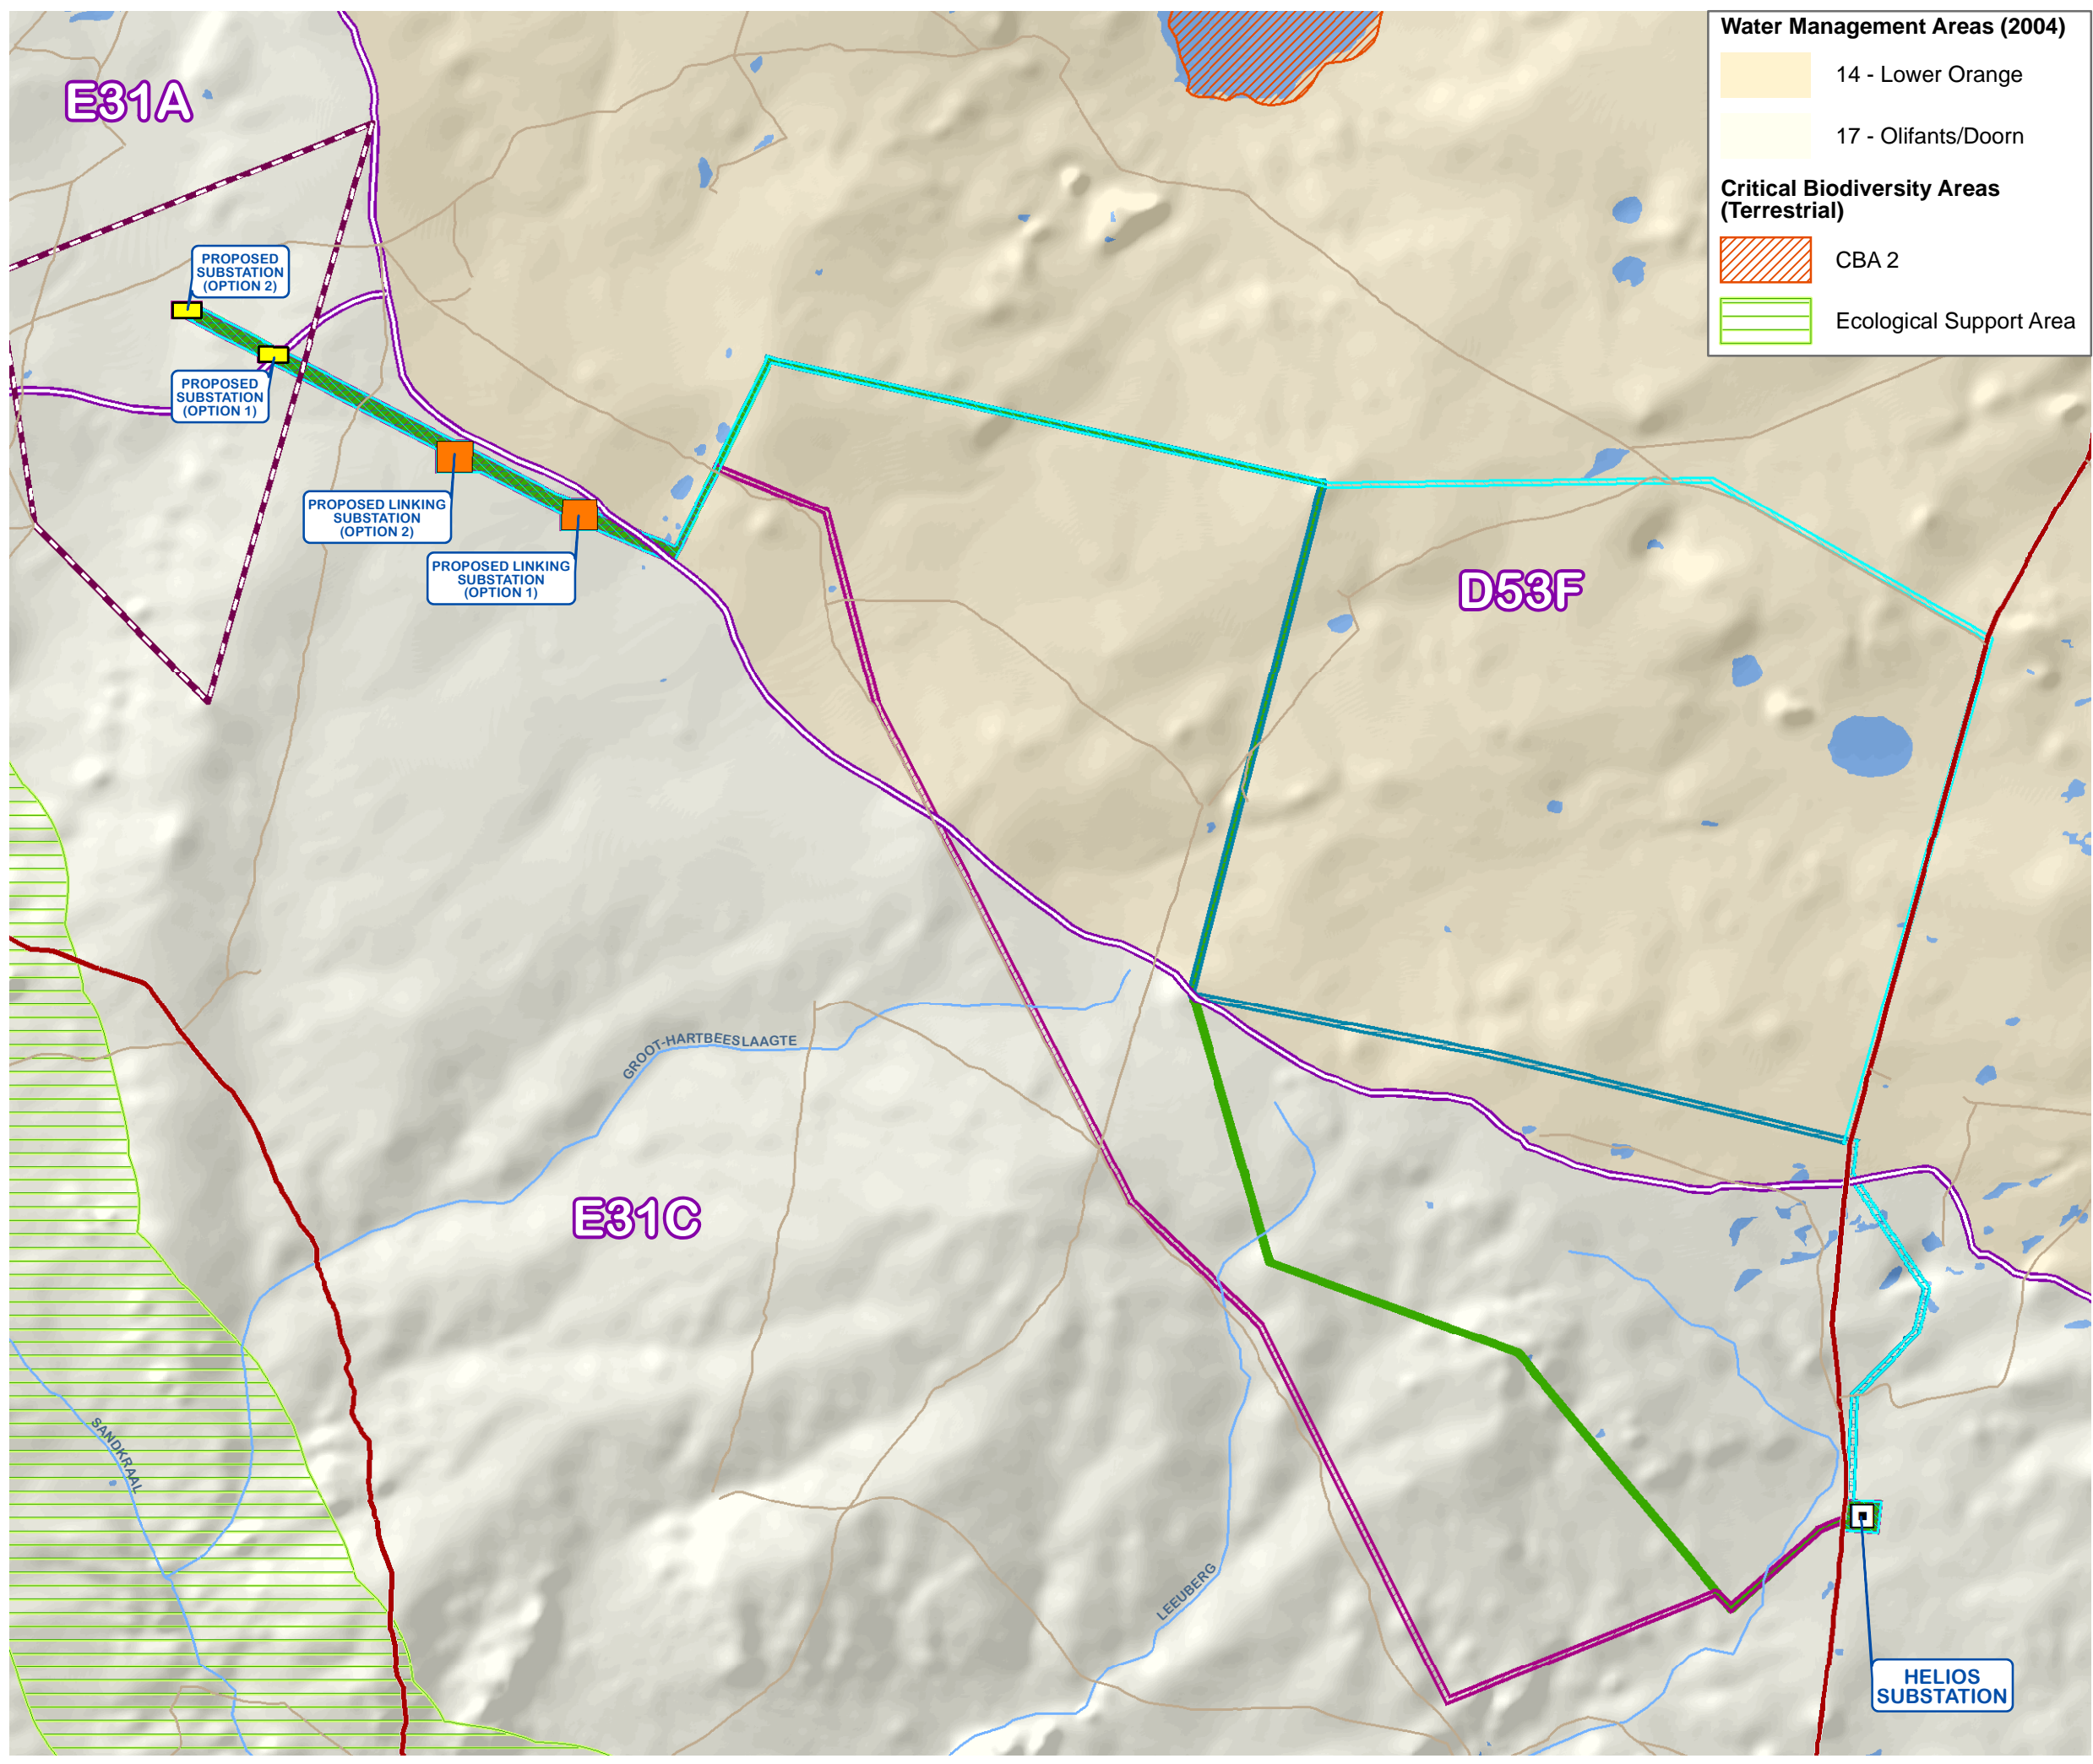 Water Management Areas (2004)
14 - Lower Orange
17 - Olifants/Doorn
Critical Biodiversity Areas
(Terrestrial)
CBA 2
Ecological Support Area
E31A
PROPOSED
SUBSTATION
(OPTION 2)
PROPOSED
SUBSTATION
(OPTION 1)
PROPOSED LINKING
SUBSTATION
(OPTION 2)
PROPOSED LINKING
SUBSTATION
(OPTION 1)
D53F
GROOT-HARTBEESLAAGTE
E31C
SANDKRAAL
LEEUBERG
HELIOS
SUBSTATION